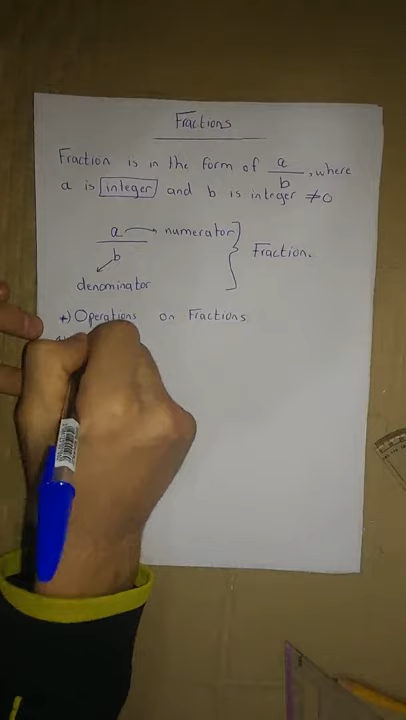 Fractions
Fraction is in the form of a/b, where
a is integer and b is integer ≠0
a → numerator
b
Fraction.
denominator
*) Operations on Fractions